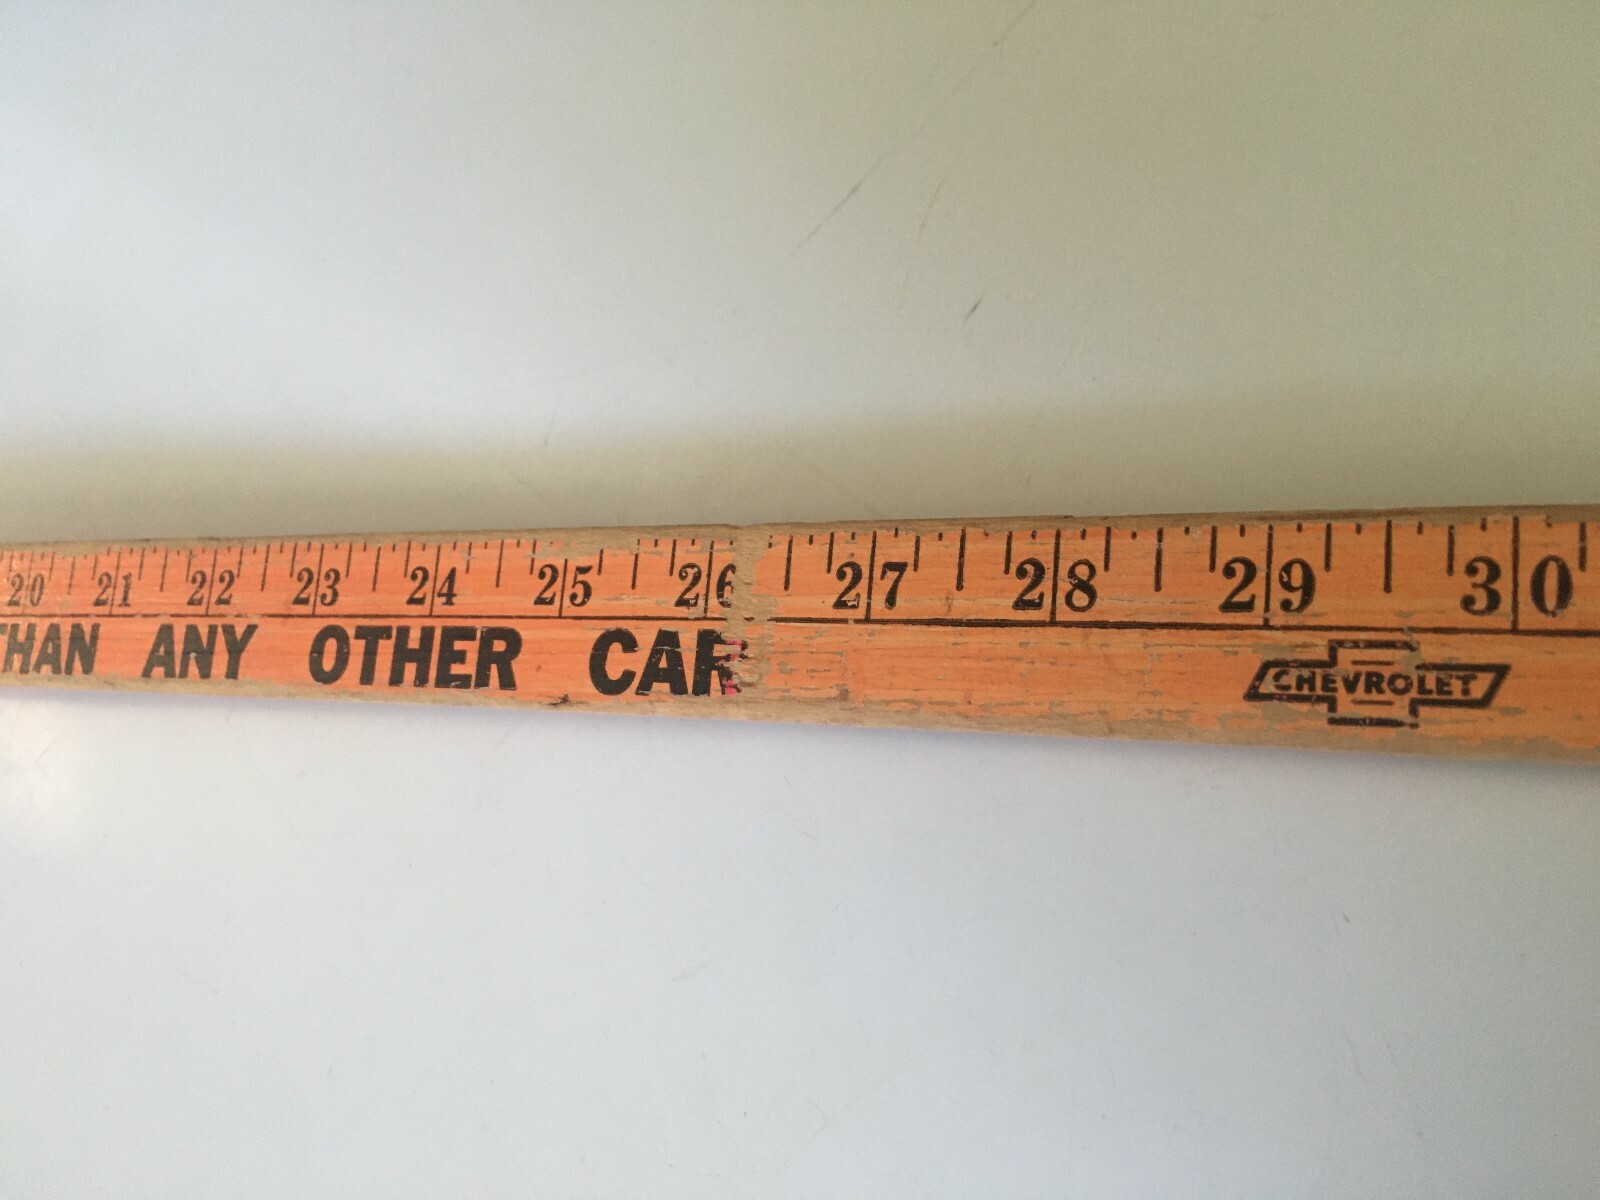 20 21 22 23 24 25 26 27 28 29 30
THAN ANY OTHER CAR
CHEVROLET